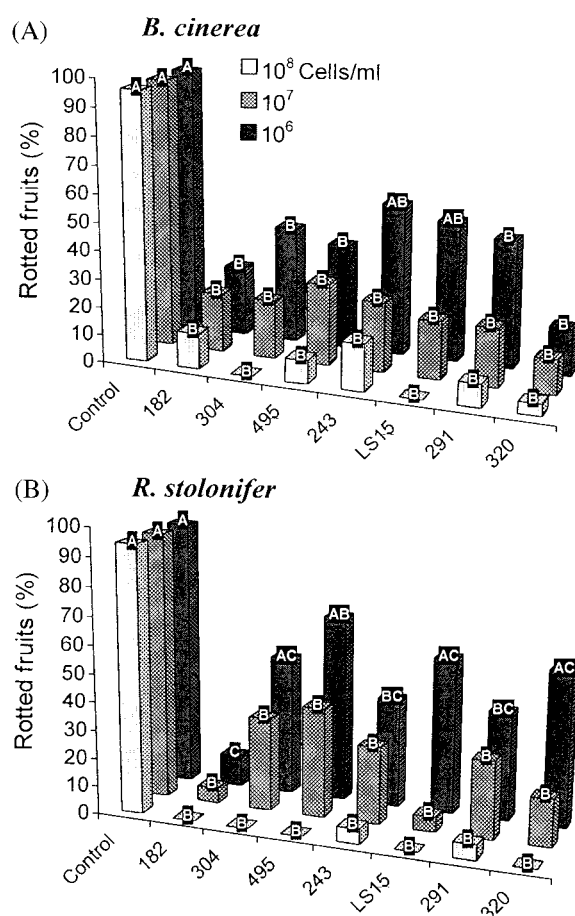 (A) B. cinerea
10⁸ Cells/ml
10⁷
10⁶
Rotted fruits (%)
100
90
80
70
60
50
40
30
20
10
0
A A A
B B B
B B B
B B B
B B AB
B B AB
B B B
B B B
Control 182 304 495 243 LS15 291 320
(B) R. stolonifer
Rotted fruits (%)
100
90
80
70
60
50
40
30
20
10
0
A A A
B B C
B B AC
B B AB
B B BC
B B AC
B B BC
B B AC
Control 182 304 495 243 LS15 291 320